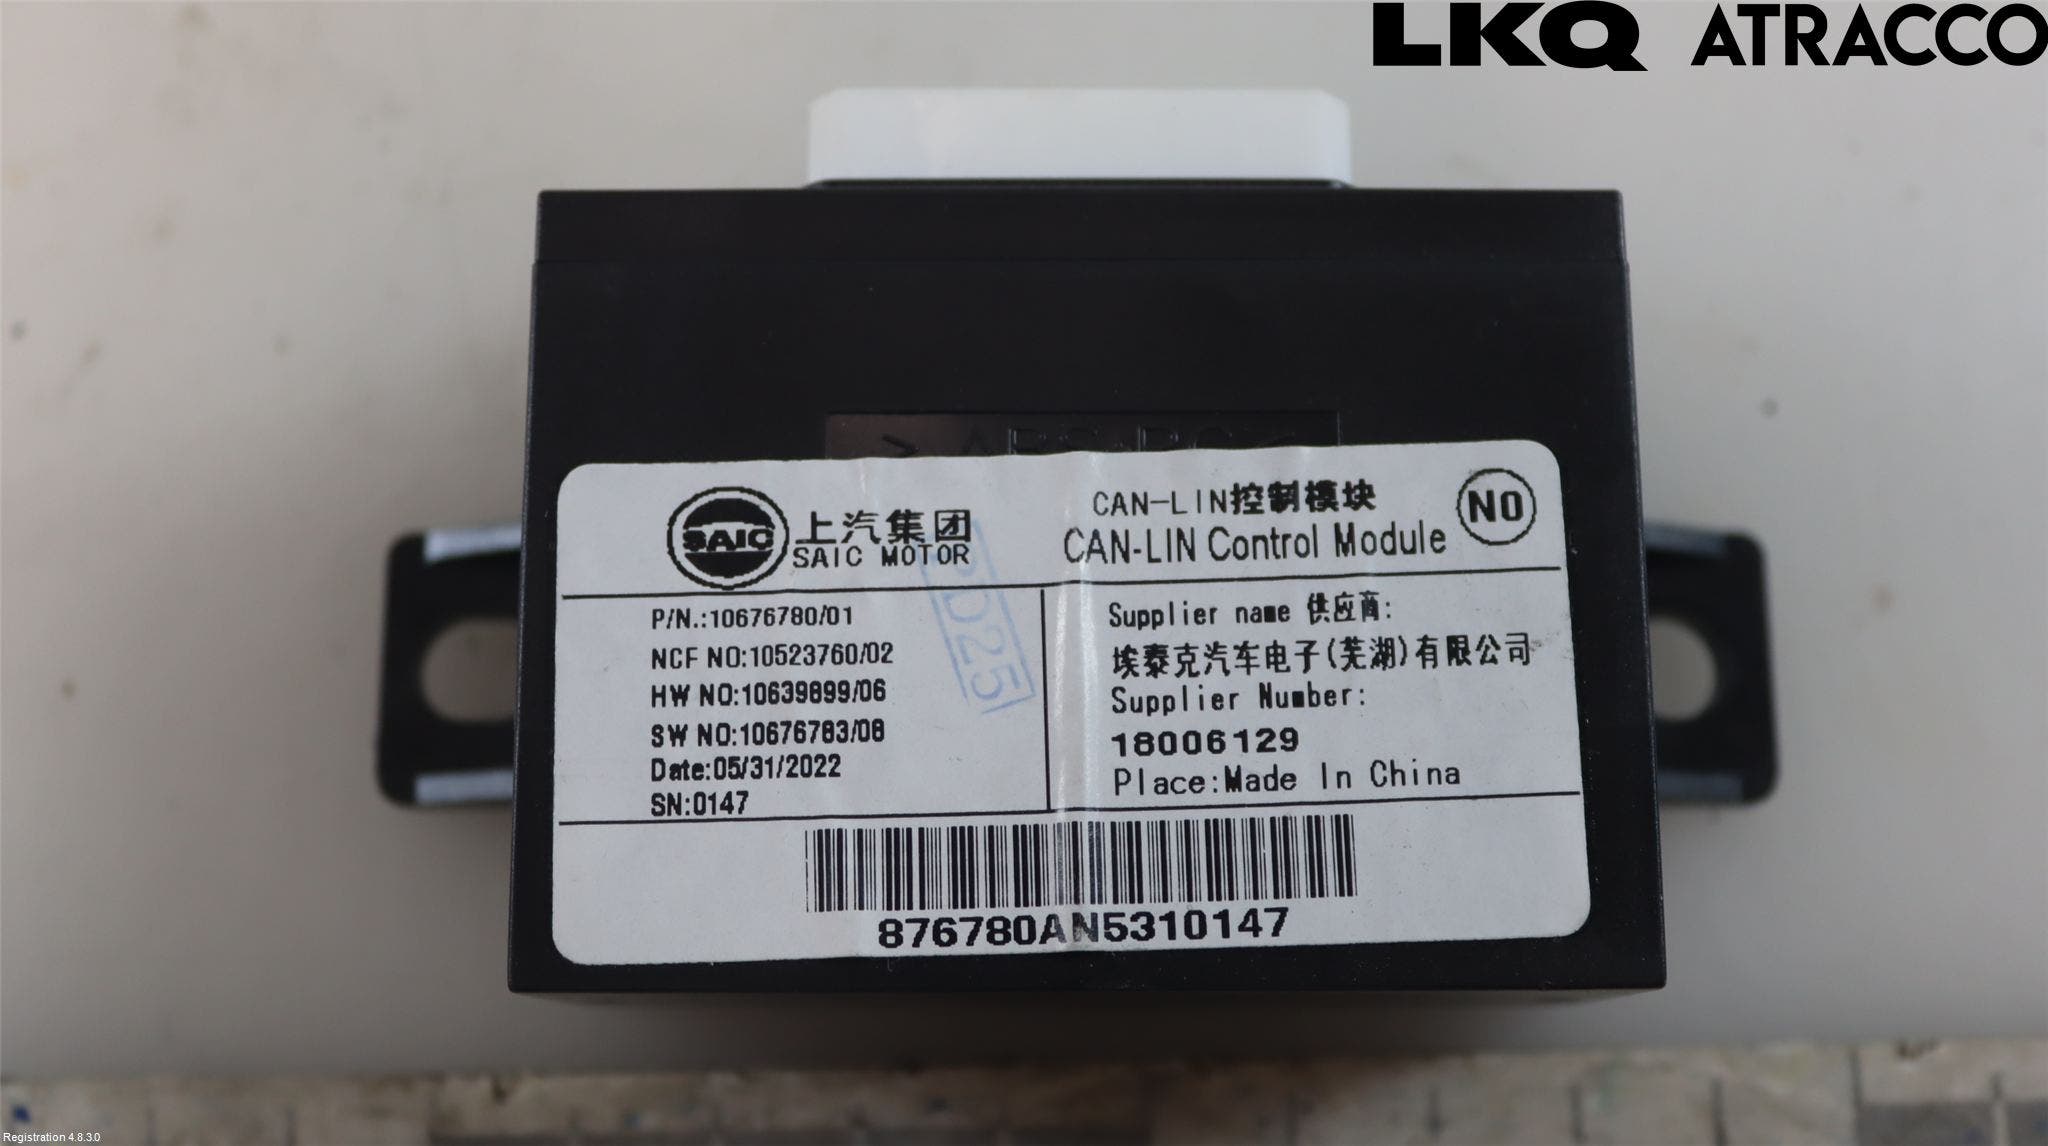 LKQ ATRACCO
SAIC
上汽集团
SAIC MOTOR
CAN-LIN控制模块
CAN-LIN Control Module
NO
P/N.:10676780/01
NCF NO:10523760/02
HW NO:10639899/06
SW NO:10676783/08
Date:05/31/2022
SN:0147
PD25
Supplier name 供应商:
埃泰克汽车电子(芜湖)有限公司
Supplier Number:
18006129
Place:Made In China
876780AN5310147
Registration 4.8.3.0